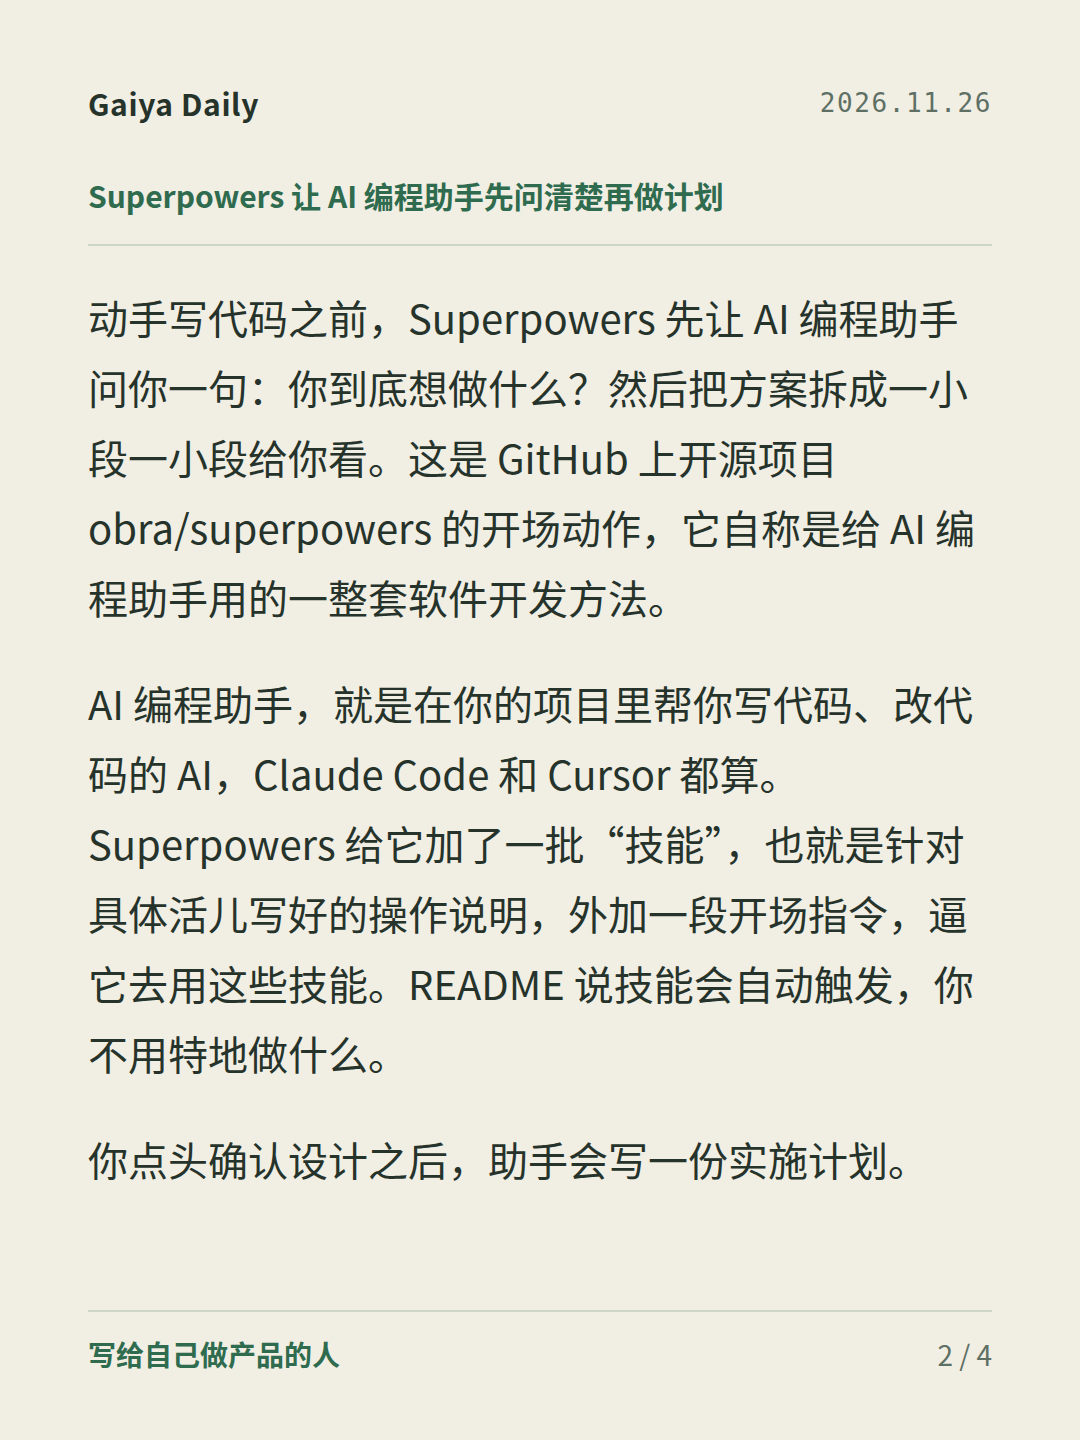 Gaiya Daily
2026.11.26
Superpowers 让 AI 编程助手先问清楚再做计划
动手写代码之前，Superpowers 先让 AI 编程助手
问你一句：你到底想做什么？然后把方案拆成一小
段一小段给你看。这是 GitHub 上开源项目
obra/superpowers 的开场动作，它自称是给 AI 编
程助手用的一整套软件开发方法。
AI 编程助手，就是在你的项目里帮你写代码、改代
码的 AI，Claude Code 和 Cursor 都算。
Superpowers 给它加了一批“技能”，也就是针对
具体活儿写好的操作说明，外加一段开场指令，逼
它去用这些技能。README 说技能会自动触发，你
不用特地做什么。
你点头确认设计之后，助手会写一份实施计划。
写给自己做产品的人
2 / 4